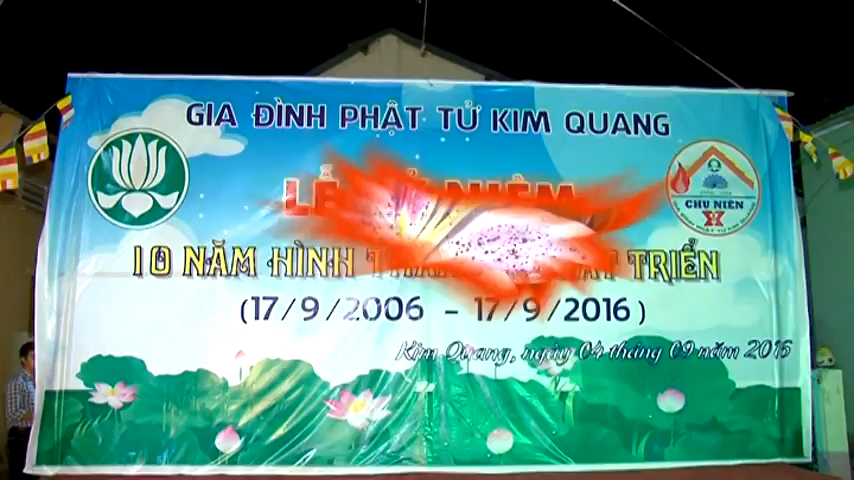 GIA ĐÌNH PHẬT TỬ KIM QUANG
LỄ
10 NĂM HÌNH TRIỂN
(17/9/2006 - 17/9/2016)
Kim Quang, ngày 04 tháng 09 năm 2016
CHU NIÊN
X